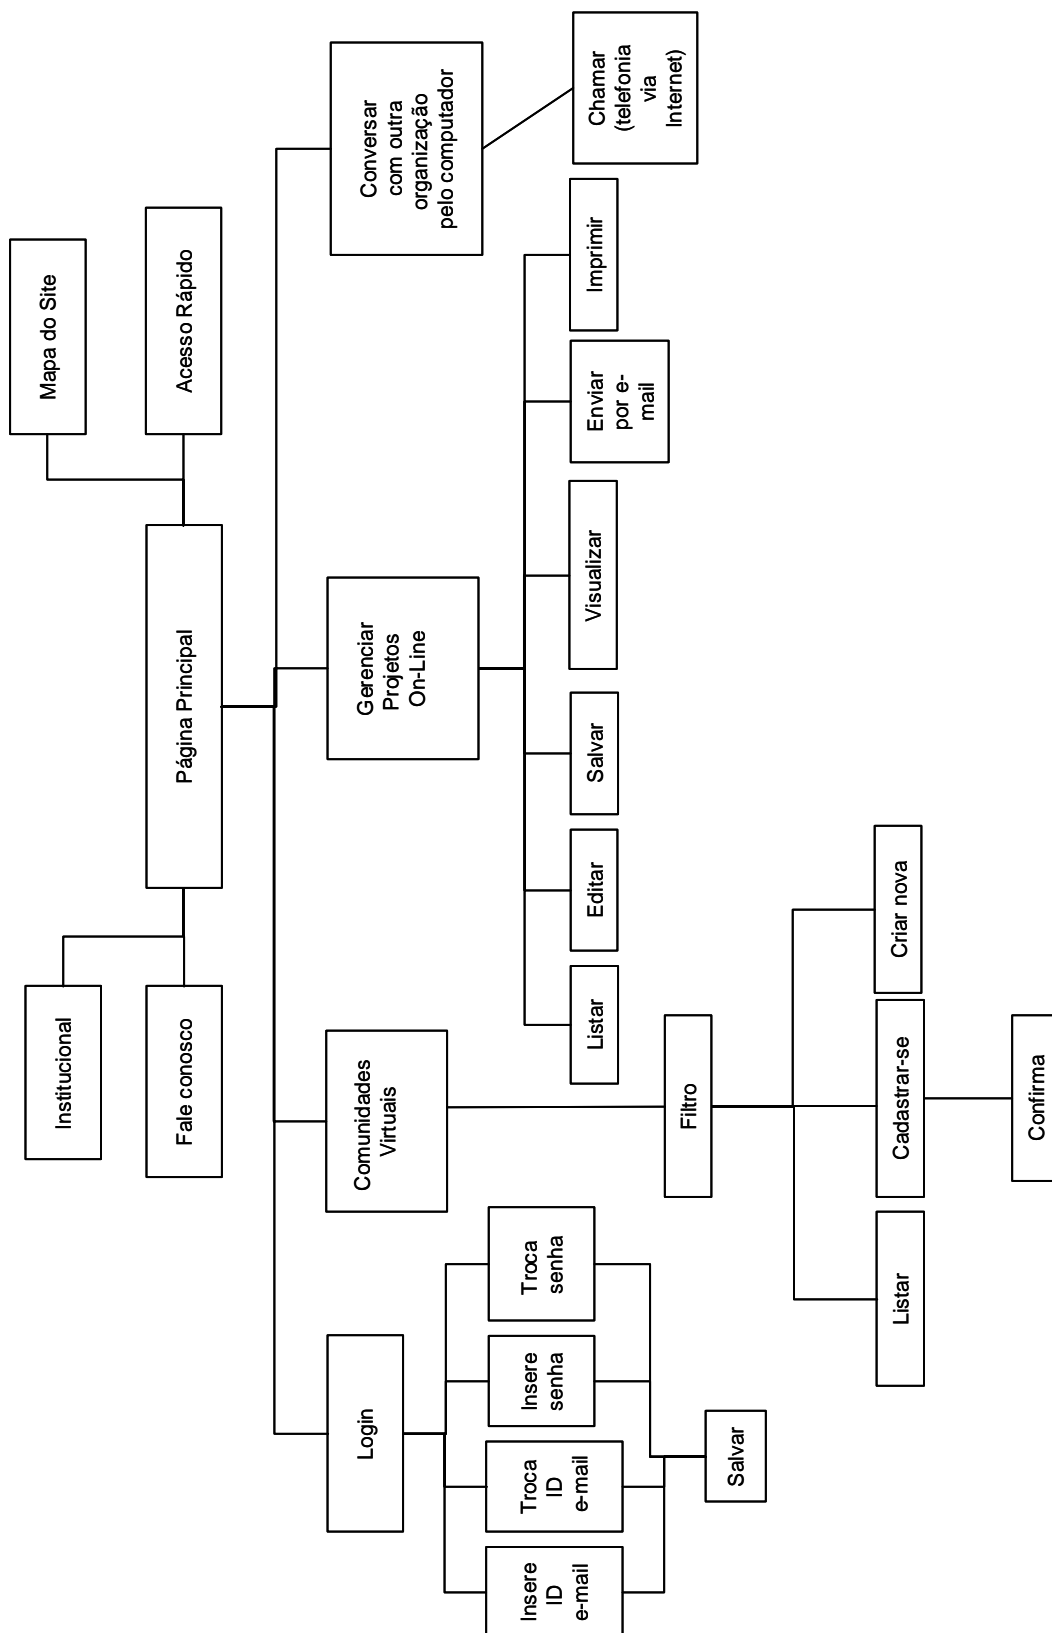 Mapa do Site
Institucional
Fale conosco
Página Principal
Acesso Rápido
Login
Comunidades
Virtuais
Gerenciar
Projetos
On-Line
Conversar
com outra
organização
pelo computador
Insere
ID
e-mail
Troca
ID
e-mail
Insere
senha
Troca
senha
Listar
Editar
Salvar
Visualizar
Enviar
por e-
mail
Imprimir
Chamar
(telefonia
via
Internet)
Salvar
Filtro
Listar
Cadastrar-se
Criar nova
Confirma